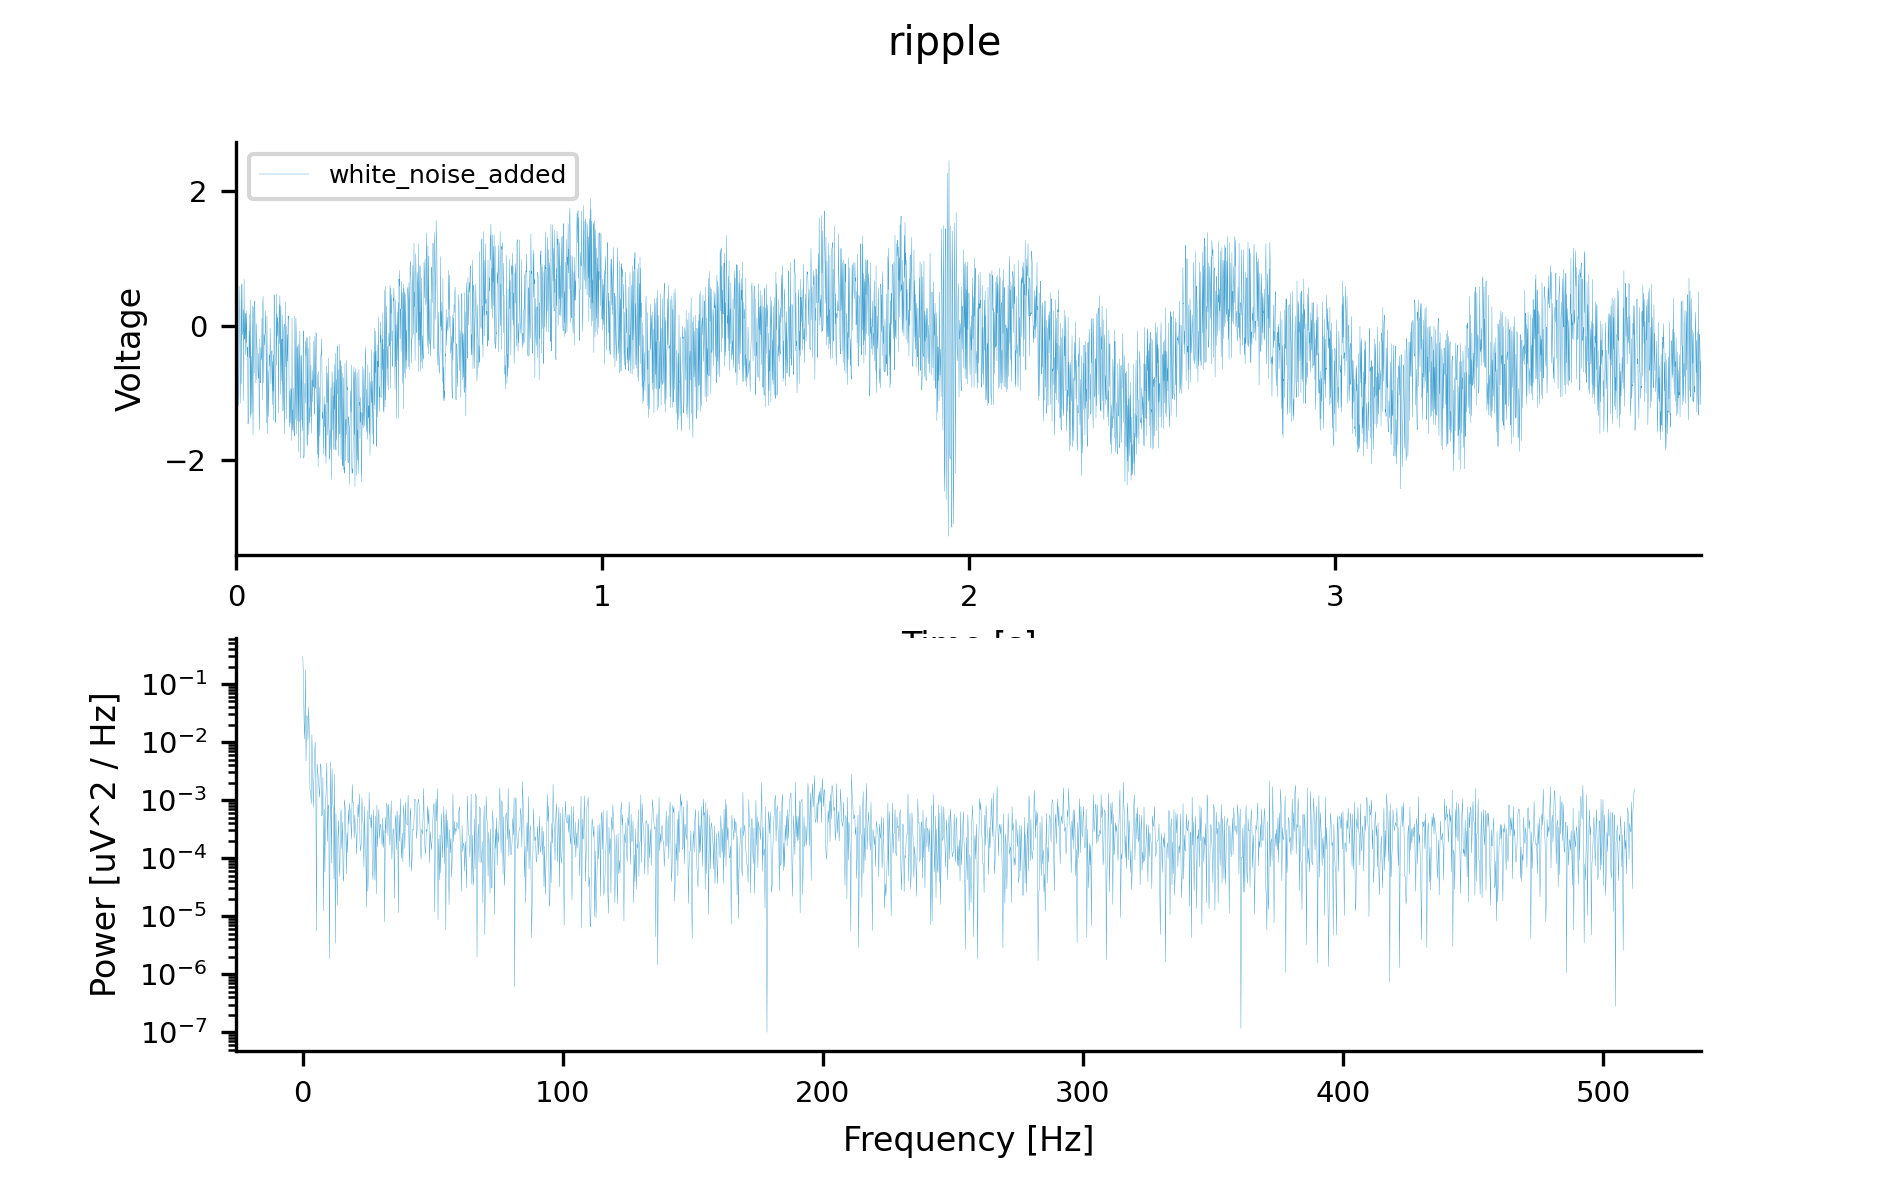 ripple
white_noise_added
Voltage
2
0
−2
0 1 2 3
Time [s]
Power [uV^2 / Hz]
10⁻¹
10⁻²
10⁻³
10⁻⁴
10⁻⁵
10⁻⁶
10⁻⁷
0 100 200 300 400 500
Frequency [Hz]